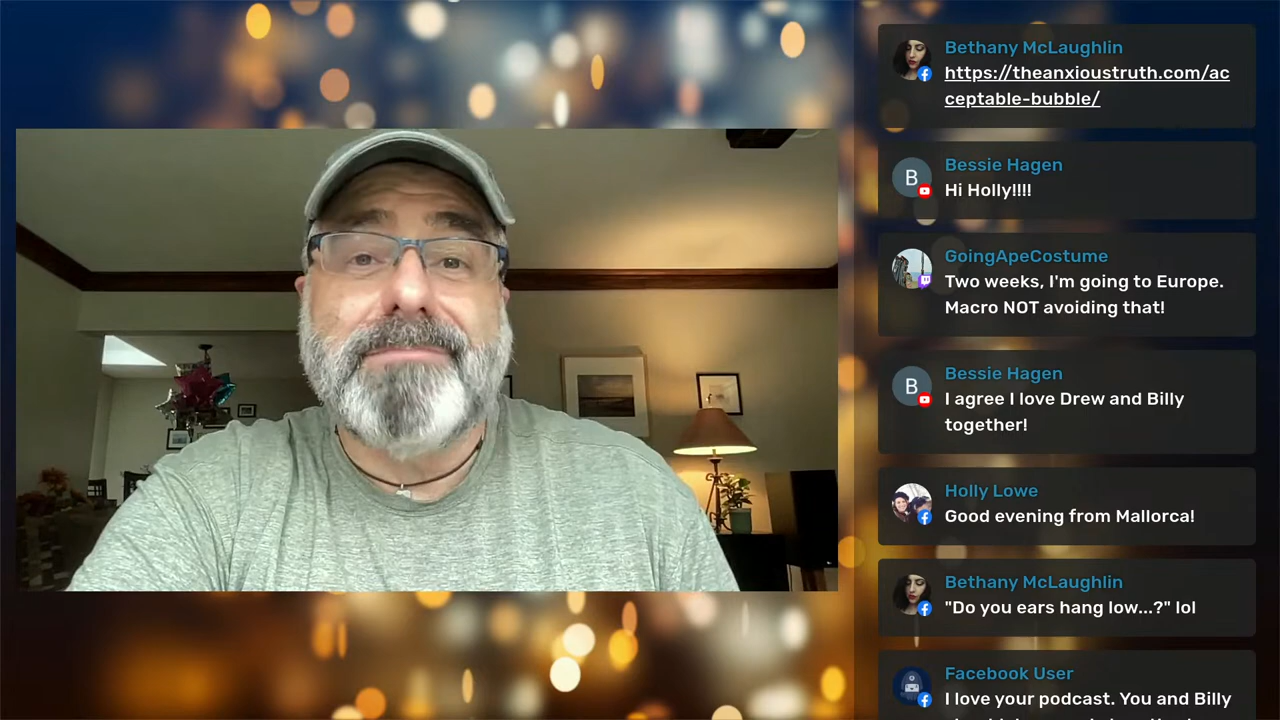 Bethany McLaughlin
https://theanxioustruth.com/ac
ceptable-bubble/
B
Bessie Hagen
Hi Holly!!!!
GoingApeCostume
Two weeks, I'm going to Europe.
Macro NOT avoiding that!
B
Bessie Hagen
I agree I love Drew and Billy
together!
Holly Lowe
Good evening from Mallorca!
Bethany McLaughlin
"Do you ears hang low...?" lol
Facebook User
I love your podcast. You and Billy